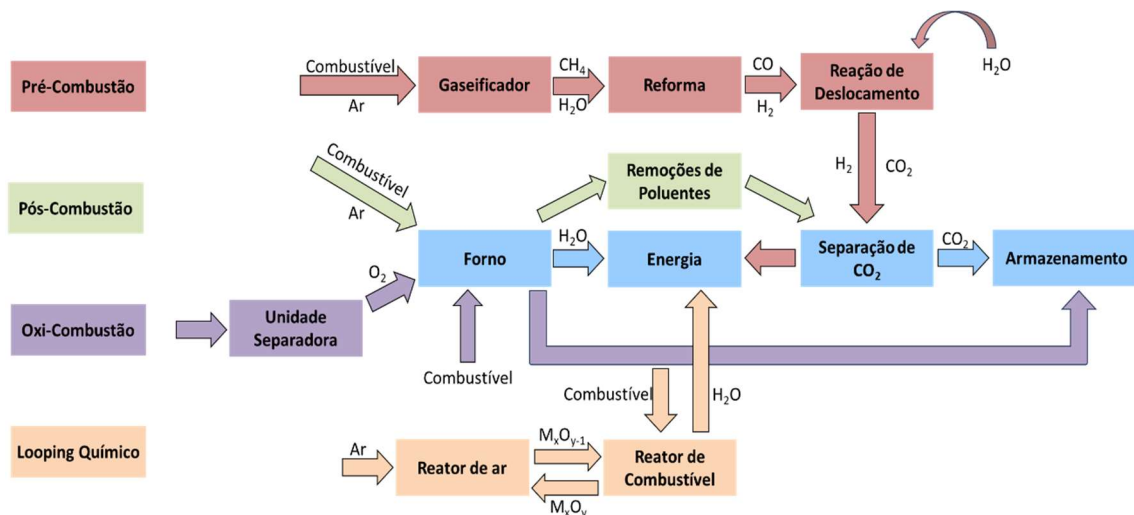 Pré-Combustão
Combustível
Ar
Gaseificador
CH₄
H₂O
Reforma
CO
H₂
Reação de
Deslocamento
H₂O
H₂
CO₂
Pós-Combustão
Combustível
Ar
Remoções de
Poluentes
Forno
H₂O
Energia
Separação de
CO₂
CO₂
Armazenamento
Oxi-Combustão
Unidade
Separadora
O₂
Combustível
Combustível
H₂O
Looping Químico
Ar
Reator de ar
MₓOᵧ₋₁
MₓOᵧ
Reator de
Combustível